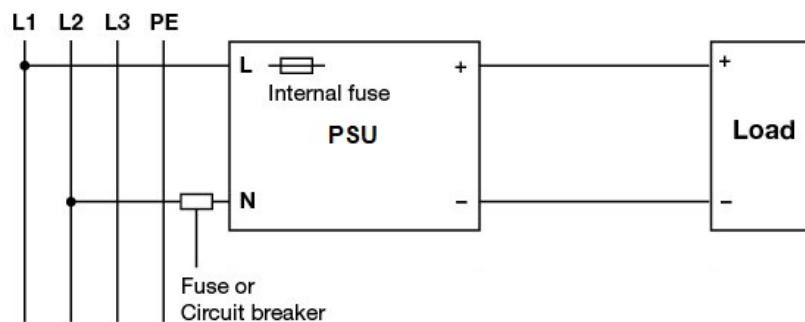 L1 L2 L3 PE
L
+
+
Internal fuse
PSU
Load
N
–
–
Fuse or
Circuit breaker